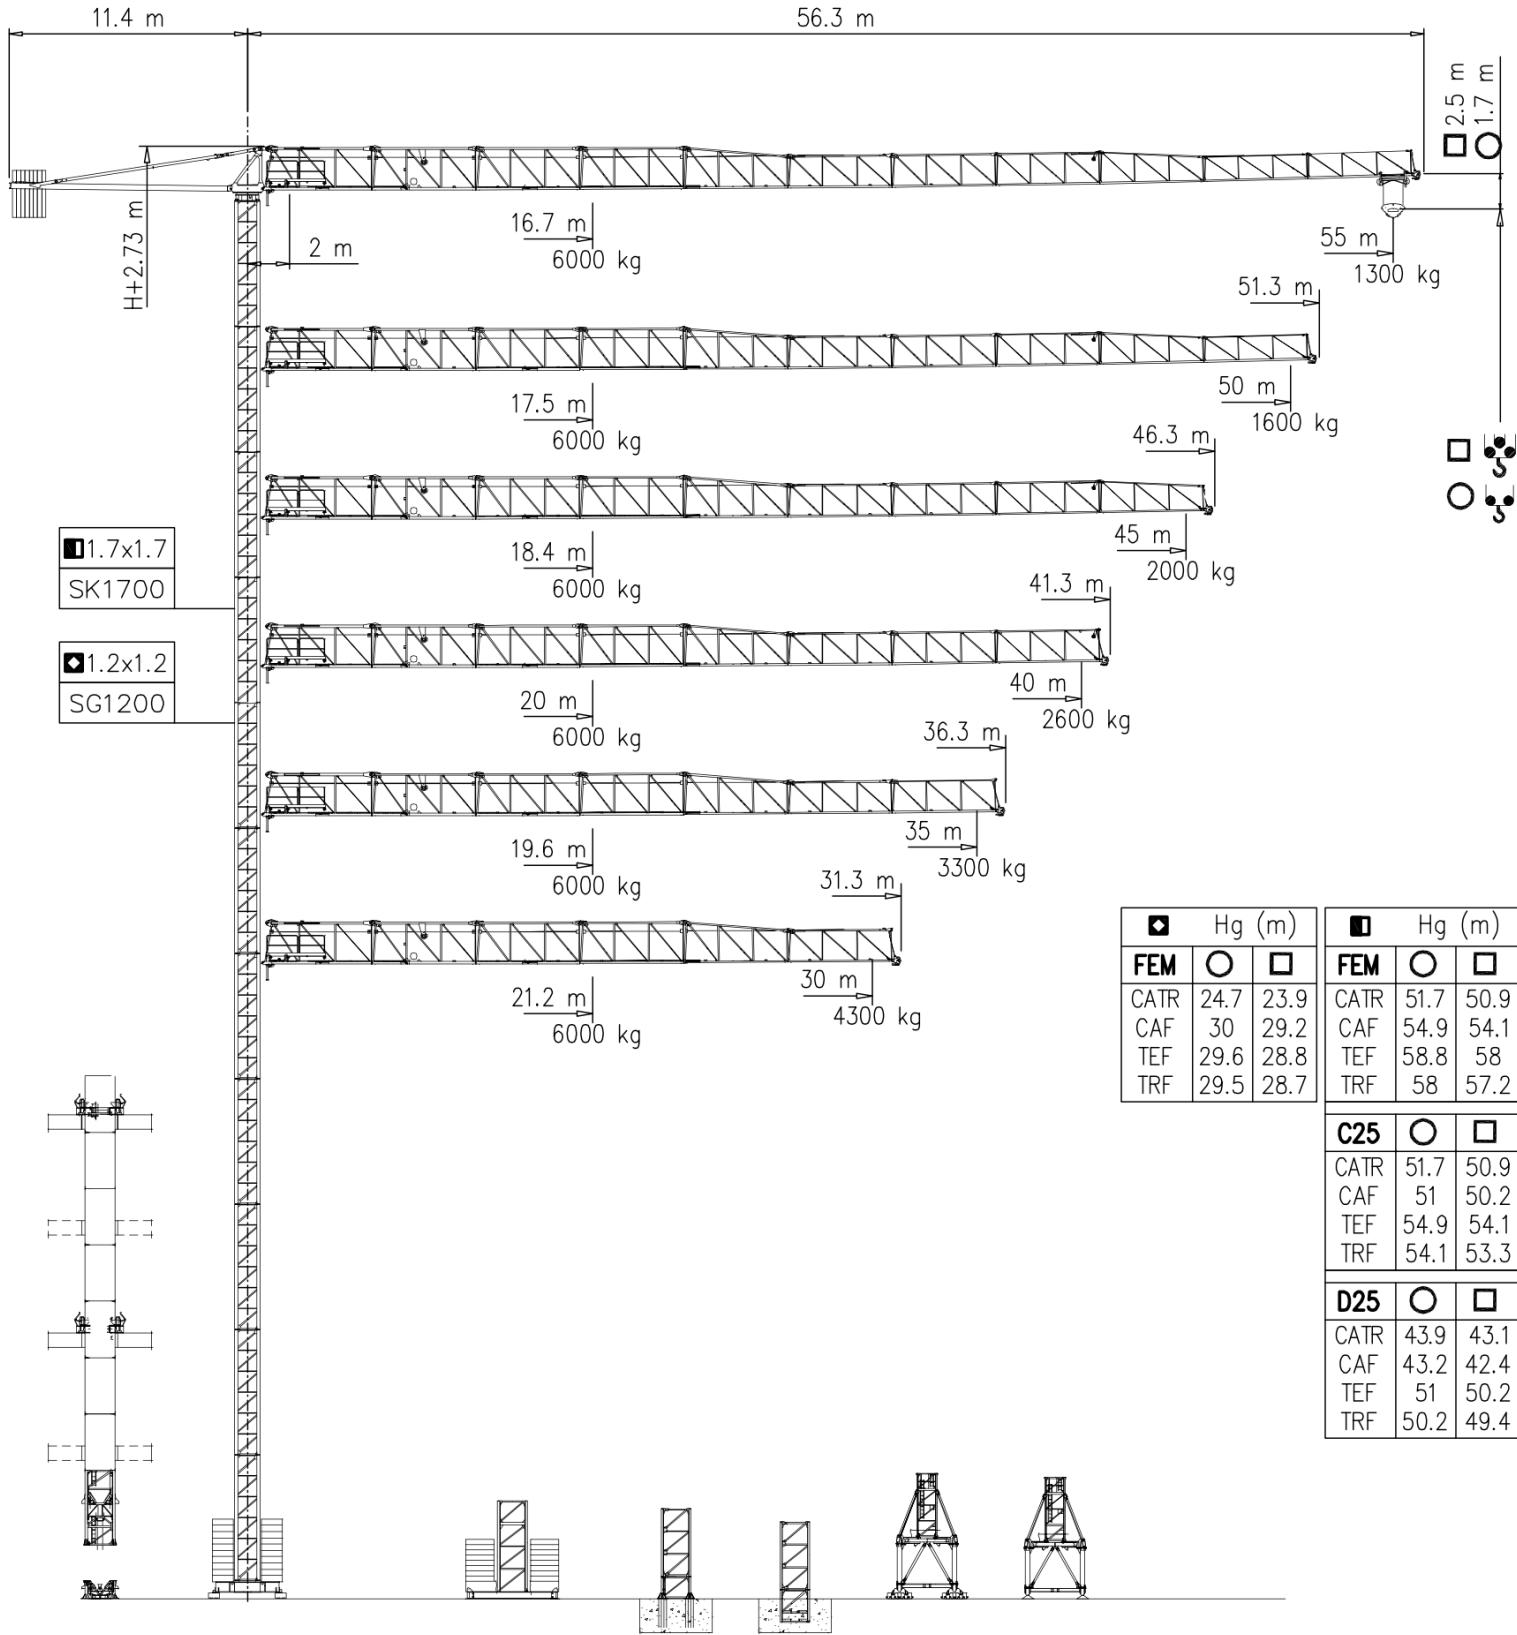 11.4 m
56.3 m
2.5 m
1.7 m
H+2.73 m
2 m
16.7 m
6000 kg
55 m
1300 kg
51.3 m
17.5 m
6000 kg
50 m
1600 kg
46.3 m
18.4 m
6000 kg
45 m
2000 kg
1.7x1.7
SK1700
41.3 m
1.2x1.2
SG1200
20 m
6000 kg
40 m
2600 kg
36.3 m
19.6 m
6000 kg
35 m
3300 kg
31.3 m
21.2 m
6000 kg
30 m
4300 kg
Hg (m)
FEM
CATR 24.7 23.9
CAF 30 29.2
TEF 29.6 28.8
TRF 29.5 28.7
Hg (m)
FEM
CATR 51.7 50.9
CAF 54.9 54.1
TEF 58.8 58
TRF 58 57.2
C25
CATR 51.7 50.9
CAF 51 50.2
TEF 54.9 54.1
TRF 54.1 53.3
D25
CATR 43.9 43.1
CAF 43.2 42.4
TEF 51 50.2
TRF 50.2 49.4